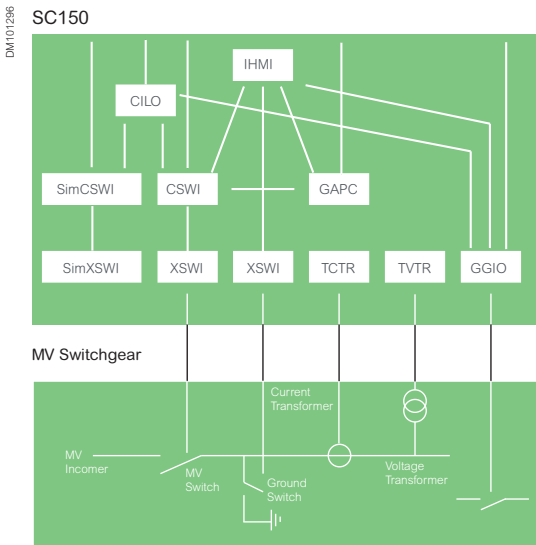 DM101296
SC150
IHMI
CILO
SimCSWI
CSWI
GAPC
SimXSWI
XSWI
XSWI
TCTR
TVTR
GGIO
MV Switchgear
Current
Transformer
MV
Incomer
MV
Switch
Ground
Switch
Voltage
Transformer